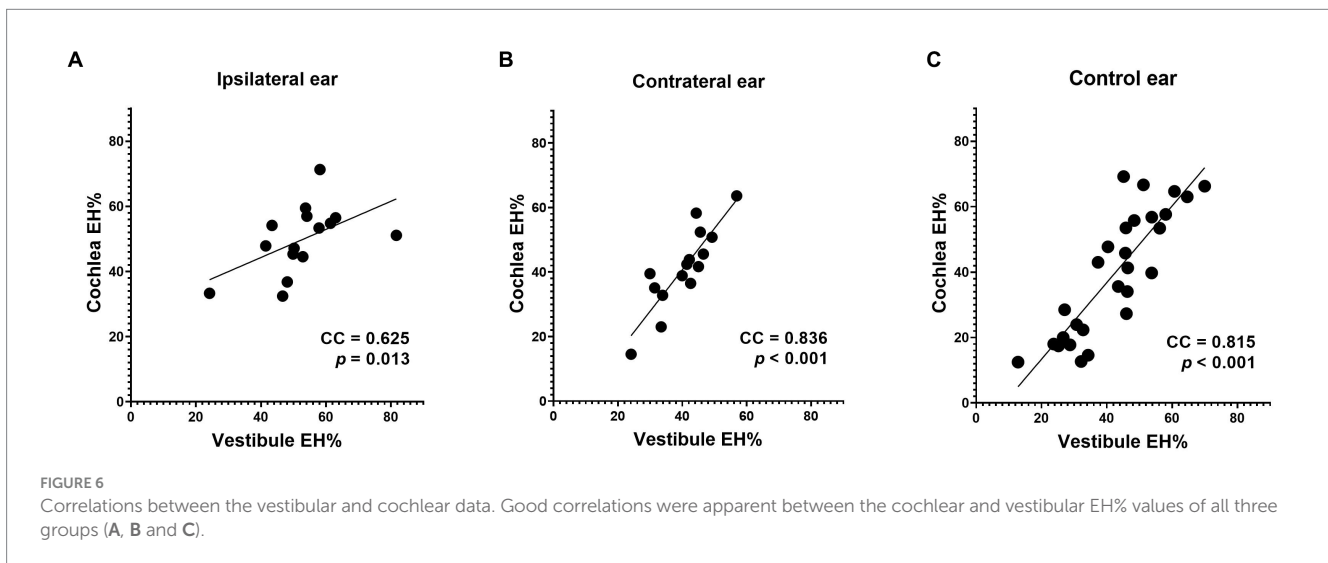 A
Ipsilateral ear
Cochlea EH%
80
60
40
20
0
0 20 40 60 80
Vestibule EH%
CC = 0.625
p = 0.013
B
Contrateral ear
Cochlea EH%
80
60
40
20
0
0 20 40 60 80
Vestibule EH%
CC = 0.836
p < 0.001
C
Control ear
Cochlea EH%
80
60
40
20
0
0 20 40 60 80
Vestibule EH%
CC = 0.815
p < 0.001
FIGURE 6
Correlations between the vestibular and cochlear data. Good correlations were apparent between the cochlear and vestibular EH% values of all three
groups (A, B and C).